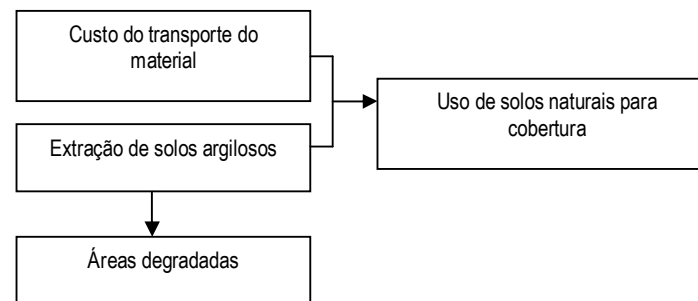 Custo do transporte do
material
Uso de solos naturais para
cobertura
Extração de solos argilosos
Áreas degradadas